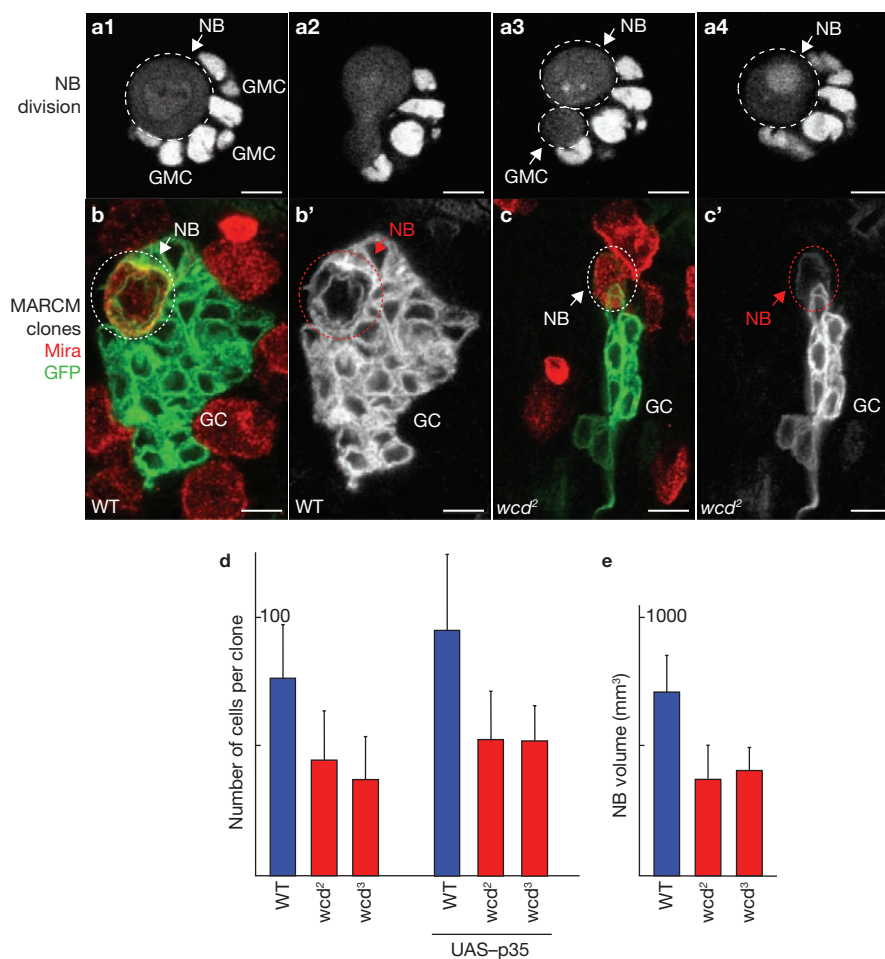 a1
NB
GMC
GMC
GMC
a2
a3
NB
GMC
a4
NB
NB
division
b
NB
GC
WT
b'
NB
GC
WT
c
NB
GC
wcd²
c'
NB
GC
wcd²
MARCM
clones
Mira
GFP
d
100
Number of cells per clone
WT
wcd²
wcd³
WT
wcd²
wcd³
UAS–p35
e
1000
NB volume (mm³)
WT
wcd²
wcd³